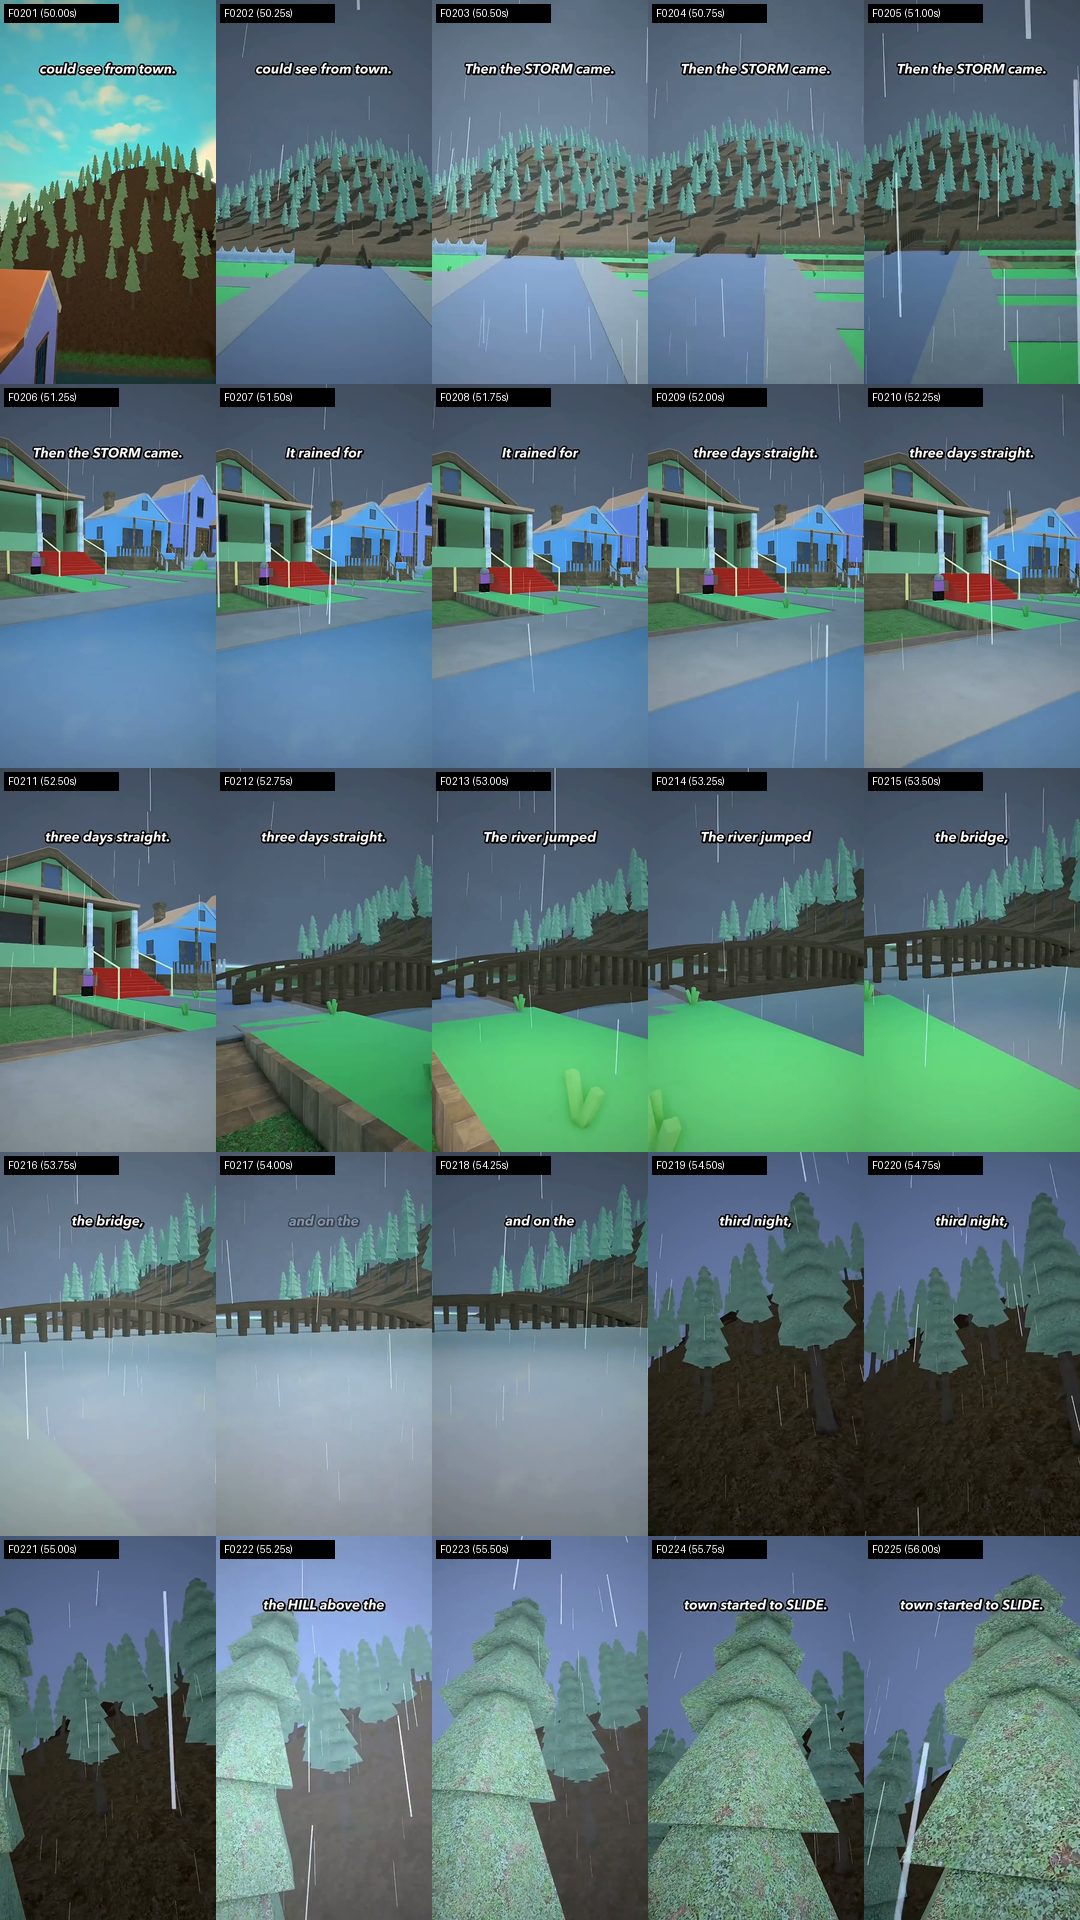 F0201 (50.00s)
could see from town.
F0202 (50.25s)
could see from town.
F0203 (50.50s)
Then the STORM came.
F0204 (50.75s)
Then the STORM came.
F0205 (51.00s)
Then the STORM came.
F0206 (51.25s)
Then the STORM came.
F0207 (51.50s)
It rained for
F0208 (51.75s)
It rained for
F0209 (52.00s)
three days straight.
F0210 (52.25s)
three days straight.
F0211 (52.50s)
three days straight.
F0212 (52.75s)
three days straight.
F0213 (53.00s)
The river jumped
F0214 (53.25s)
The river jumped
F0215 (53.50s)
the bridge,
F0216 (53.75s)
the bridge,
F0217 (54.00s)
and on the
F0218 (54.25s)
and on the
F0219 (54.50s)
third night,
F0220 (54.75s)
third night,
F0221 (55.00s)
F0222 (55.25s)
the HILL above the
F0223 (55.50s)
F0224 (55.75s)
town started to SLIDE.
F0225 (56.00s)
town started to SLIDE.